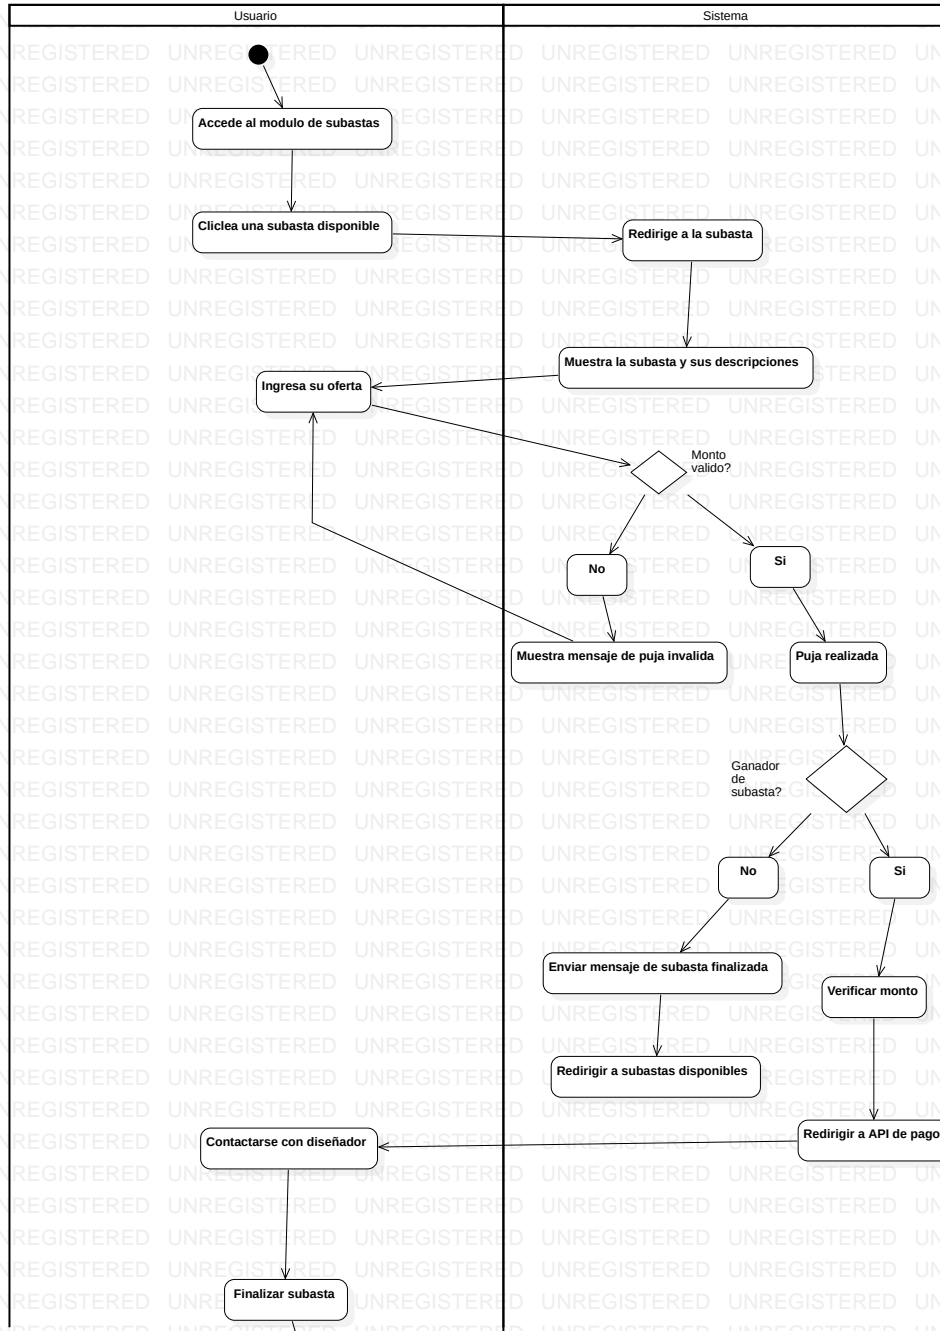 Usuario
Sistema
Accede al modulo de subastas
Cliclea una subasta disponible
Redirige a la subasta
Muestra la subasta y sus descripciones
Ingresa su oferta
Monto
valido?
No
Si
Muestra mensaje de puja invalida
Puja realizada
Ganador
de
subasta?
No
Si
Enviar mensaje de subasta finalizada
Verificar monto
Redirigir a subastas disponibles
Redirigir a API de pago
Contactarse con diseñador
Finalizar subasta
UNREGISTERED